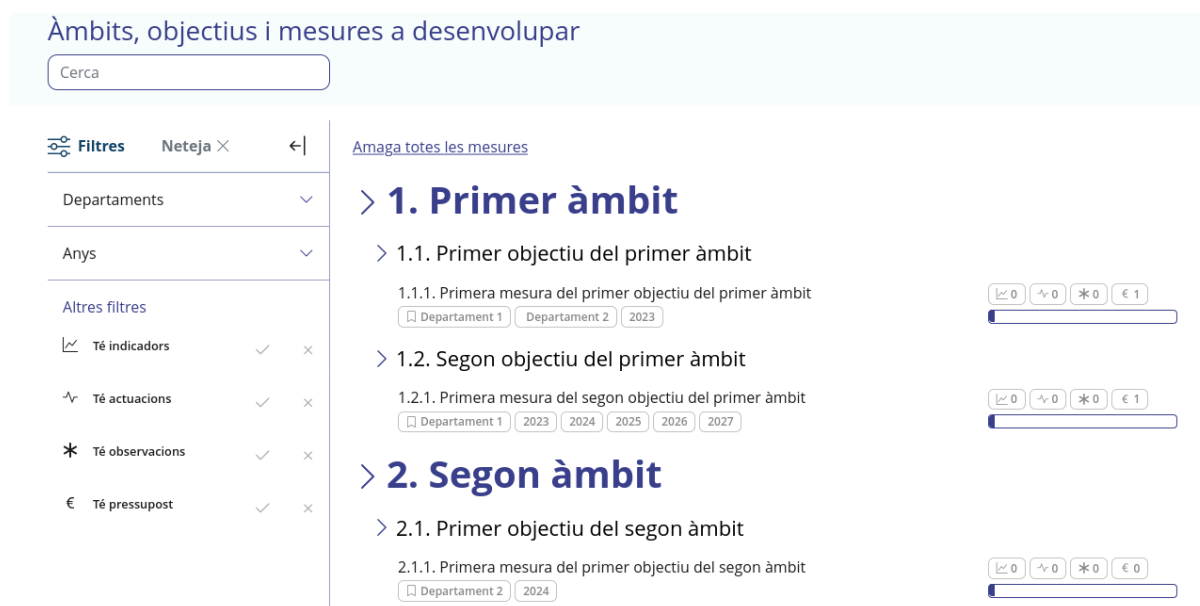 Àmbits, objectius i mesures a desenvolupar
Cerca
Filtres Neteja
Departaments
Anys
Altres filtres
Té indicadors
Té actuacions
Té observacions
€ Té pressupost
Amaga totes les mesures
1. Primer àmbit
1.1. Primer objectiu del primer àmbit
1.1.1. Primera mesura del primer objectiu del primer àmbit
0 0 0 € 1
Departament 1 Departament 2 2023
1.2. Segon objectiu del primer àmbit
1.2.1. Primera mesura del segon objectiu del primer àmbit
0 0 0 € 1
Departament 1 2023 2024 2025 2026 2027
2. Segon àmbit
2.1. Primer objectiu del segon àmbit
2.1.1. Primera mesura del primer objectiu del segon àmbit
0 0 0 € 0
Departament 2 2024